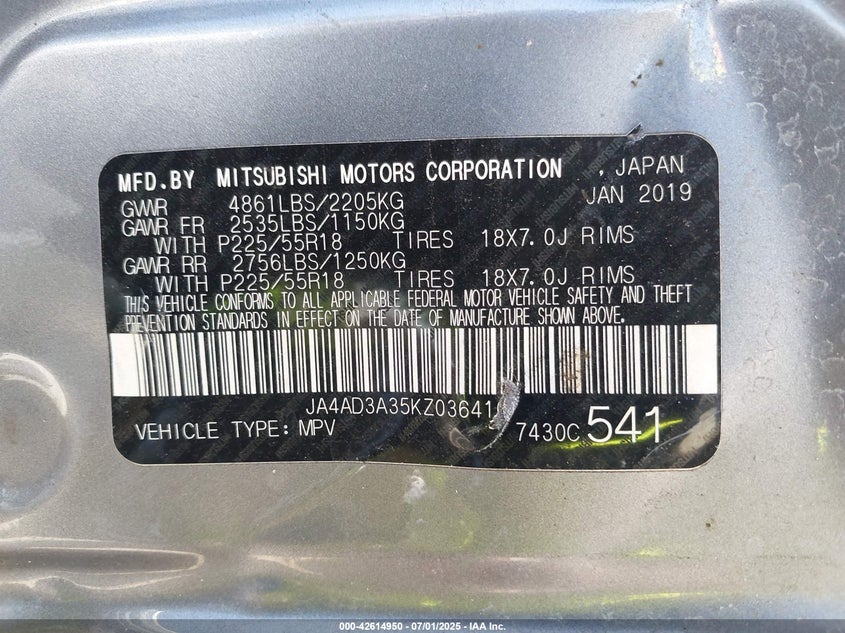 MFD.BY MITSUBISHI MOTORS CORPORATION , JAPAN
GVWR 4861LBS/2205KG JAN 2019
GAWR FR 2535LBS/1150KG
WITH P225/55R18 TIRES 18X7.0J RIMS
GAWR RR 2756LBS/1250KG
WITH P225/55R18 TIRES 18X7.0J RIMS
THIS VEHICLE CONFORMS TO ALL APPLICABLE FEDERAL MOTOR VEHICLE SAFETY AND THEFT
PREVENTION STANDARDS IN EFFECT ON THE DATE OF MANUFACTURE SHOWN ABOVE.
JA4AD3A35KZ03641
VEHICLE TYPE: MPV 7430C 541
000-42614950 - 07/01/2025 - IAA Inc.